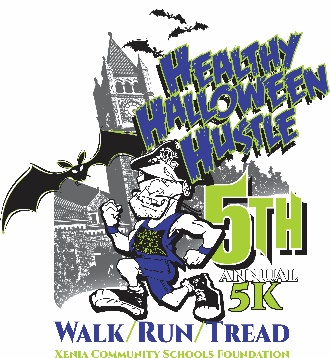 HEALTHY
HALLOWEEN
HUSTLE
5TH
ANNUAL
5K
WALK/RUN/TREAD
XENIA COMMUNITY SCHOOLS FOUNDATION